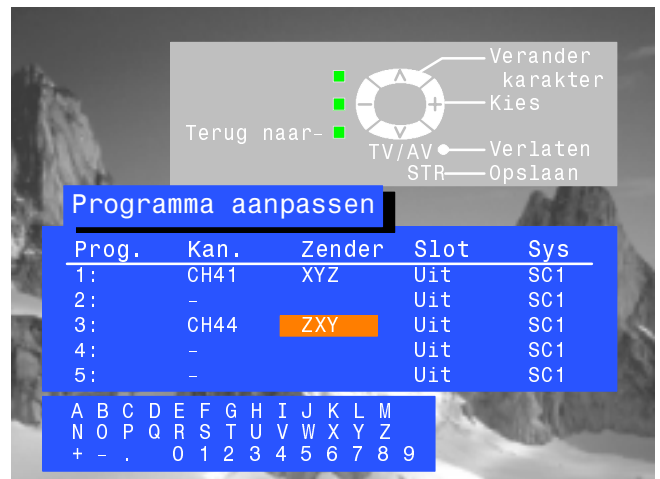 Verander
karakter
Kies
Terug naar-
TV/AV
Verlaten
STR
Opslaan
Programma aanpassen
Prog. Kan. Zender Slot Sys
1: CH41 XYZ Uit SC1
2: - Uit SC1
3: CH44 ZXY Uit SC1
4: - Uit SC1
5: - Uit SC1
A B C D E F G H I J K L M
N O P Q R S T U V W X Y Z
+ - . 0 1 2 3 4 5 6 7 8 9